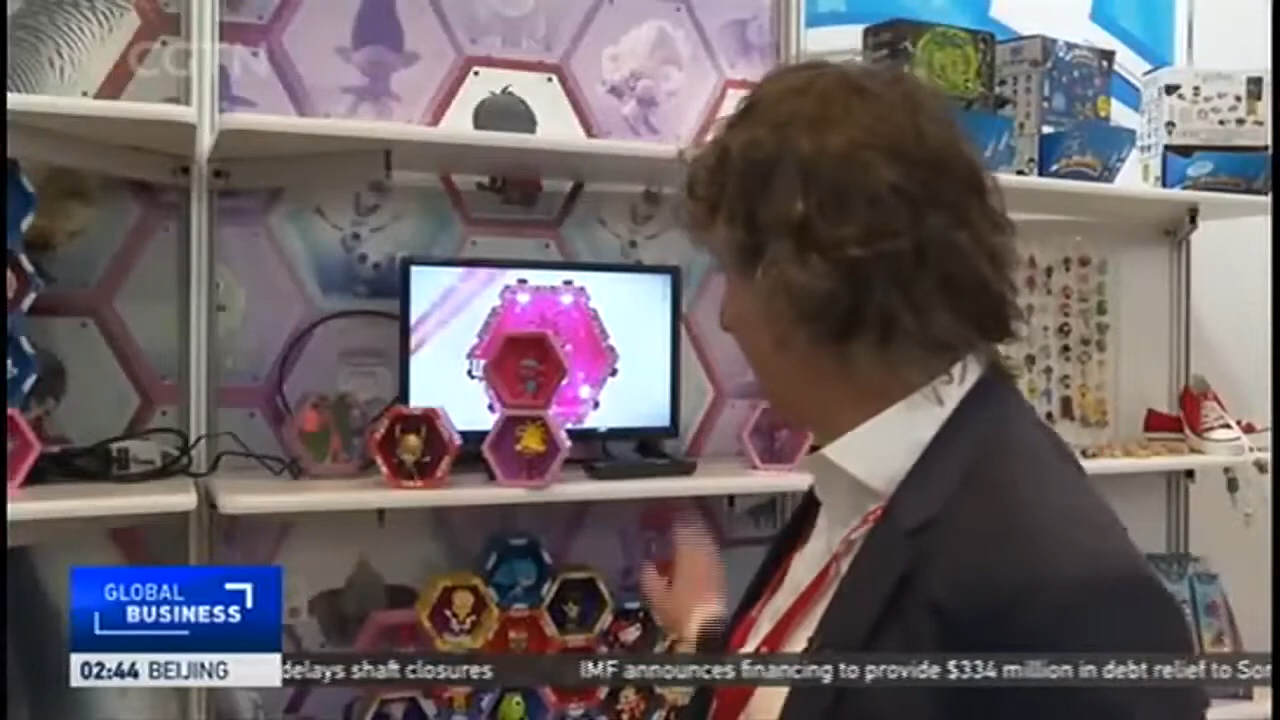 CGTN
GLOBAL
BUSINESS
02:44 BEIJING
delays shaft closures
IMF announces financing to provide $334 million in debt relief to